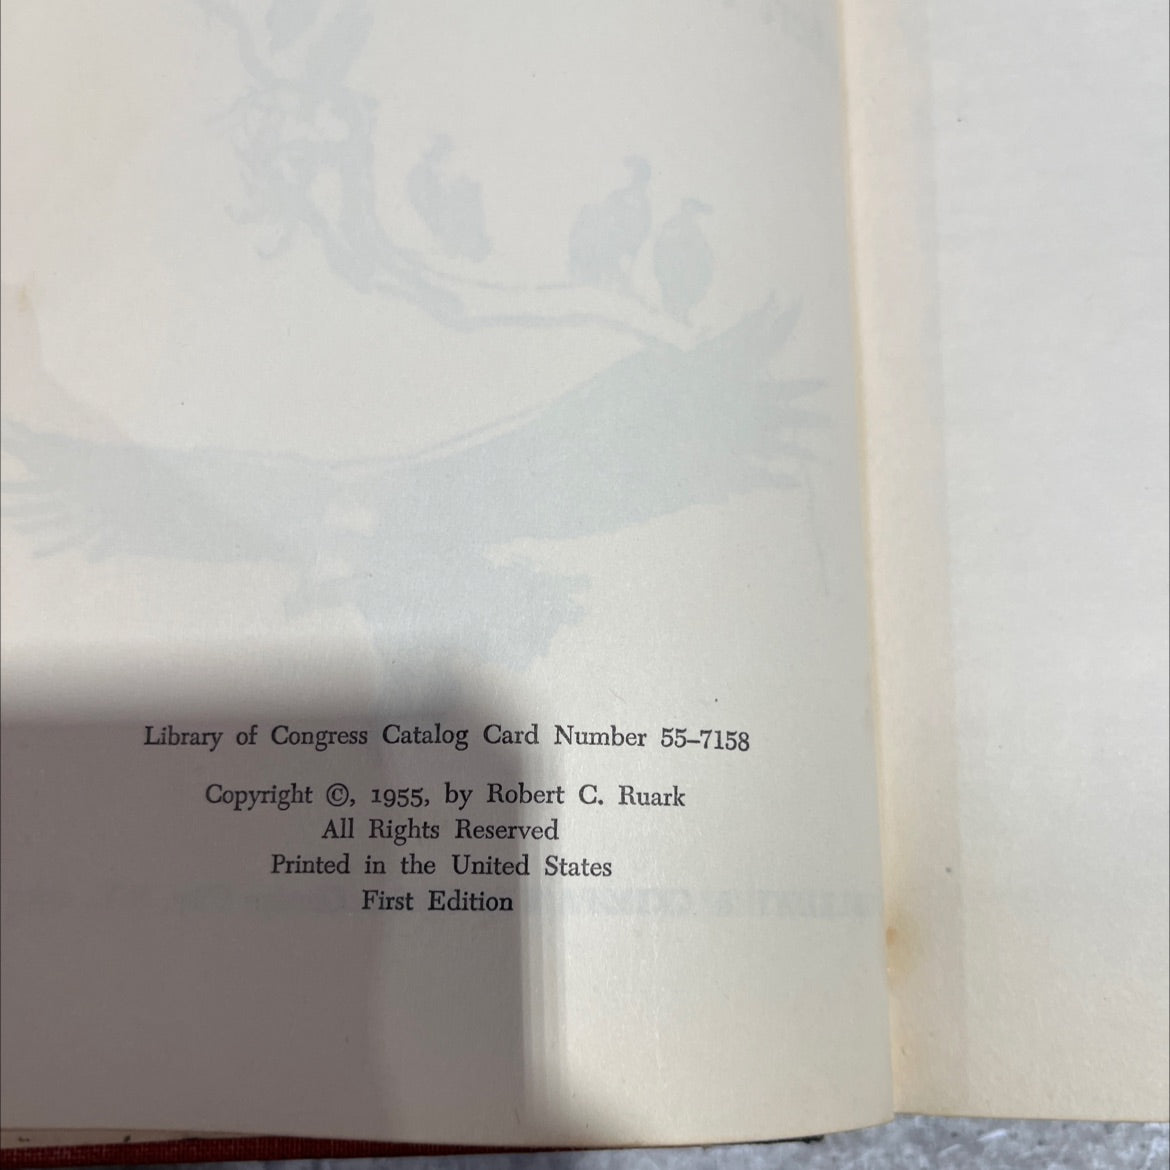 Library of Congress Catalog Card Number 55–7158
Copyright ©, 1955, by Robert C. Ruark
All Rights Reserved
Printed in the United States
First Edition